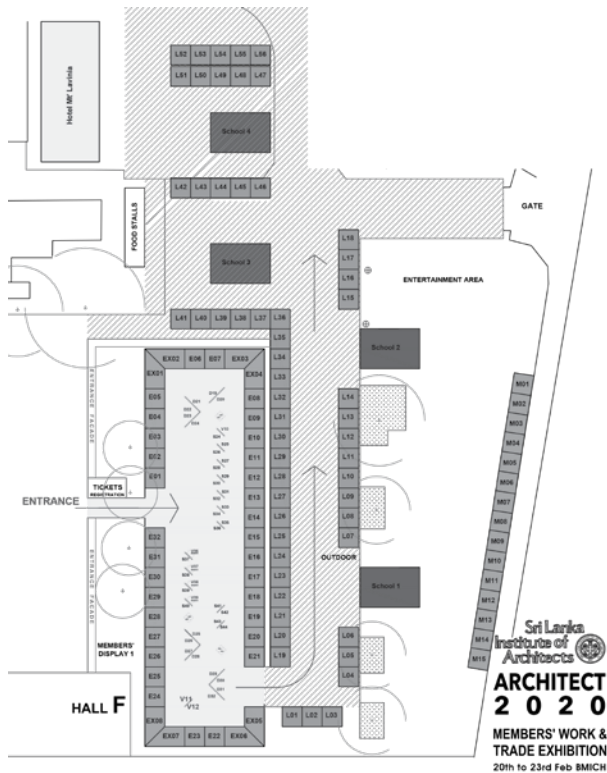 L52 L53 L54 L55 L56
L51 L50 L49 L48 L47
Hotel Mt' Lavinia
School 4
L42 L43 L44 L45 L46
FOOD STALLS
GATE
School 3
L18
L17
L16
L15
ENTERTAINMENT AREA
L41 L40 L39 L38 L37 L36
L35
L34
L33
L32
L31
L30
L29
L28
L27
L26
L25
L24
L23
L22
L21
L20
L19
School 2
EX02 E06 E07 EX03
EX01
EX04
E05
E04
E03
E02
E01
E08
E09
E10
E11
E12
E13
E14
E15
E16
E17
E18
E19
E20
E21
L14
L13
L12
L11
L10
L09
L08
L07
M01
M02
M03
M04
M05
M06
M07
M08
M09
M10
M11
M12
M13
M14
M15
ENTRANCE FACADE
TICKETS
REGISTRATION
ENTRANCE
ENTRANCE FACADE
E32
E31
E30
E29
E28
E27
E26
E25
E24
OUTDOOR
School 1
L06
L05
L04
MEMBERS'
DISPLAY 1
V11
V12
HALL F
EX06
EX05
EX07 E23 E22 EX08
L01 L02 L03
Sri Lanka
Institute of
Architects
ARCHITECT
2020
MEMBERS' WORK &
TRADE EXHIBITION
20th to 23rd Feb BMICH